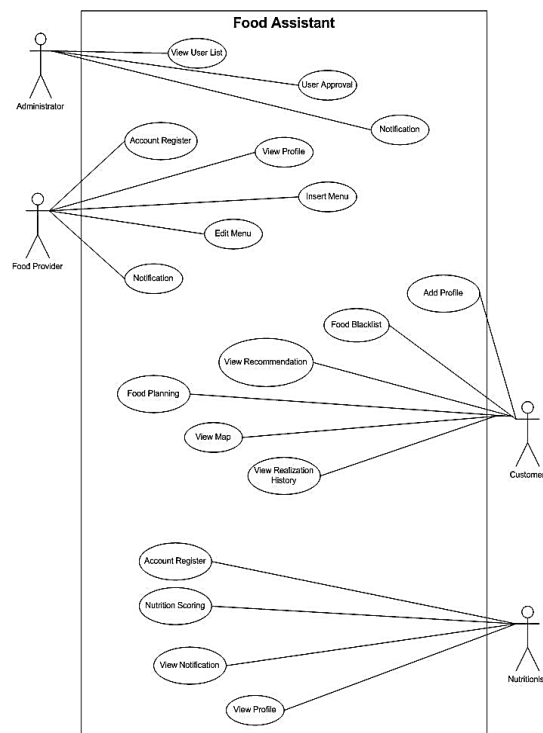 Food Assistant
View User List
User Approval
Administrator
Notification
Account Register
View Profile
Insert Menu
Edit Menu
Food Provider
Notification
Add Profile
Food Blacklist
View Recommendation
Food Planning
View Map
View Realization
History
Customer
Account Register
Nutrition Scoring
View Notification
Nutritionis
View Profile